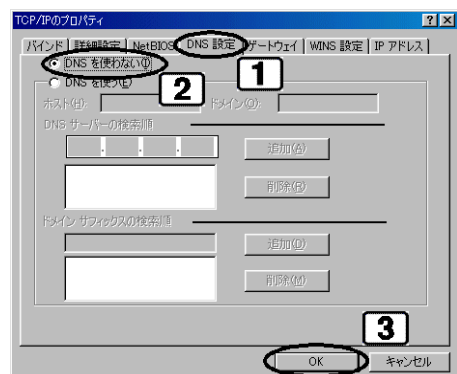 TCP/IPのプロパティ
バインド 詳細設定 NetBIOS DNS 設定 ゲートウェイ WINS 設定 IP アドレス
1
DNS を使わない(I)
2
DNS を使う(E)
ホスト(H): ドメイン(O):
DNS サーバーの検索順
追加(A)
削除(R)
ドメイン サフィックスの検索順
追加(D)
削除(M)
3
OK キャンセル